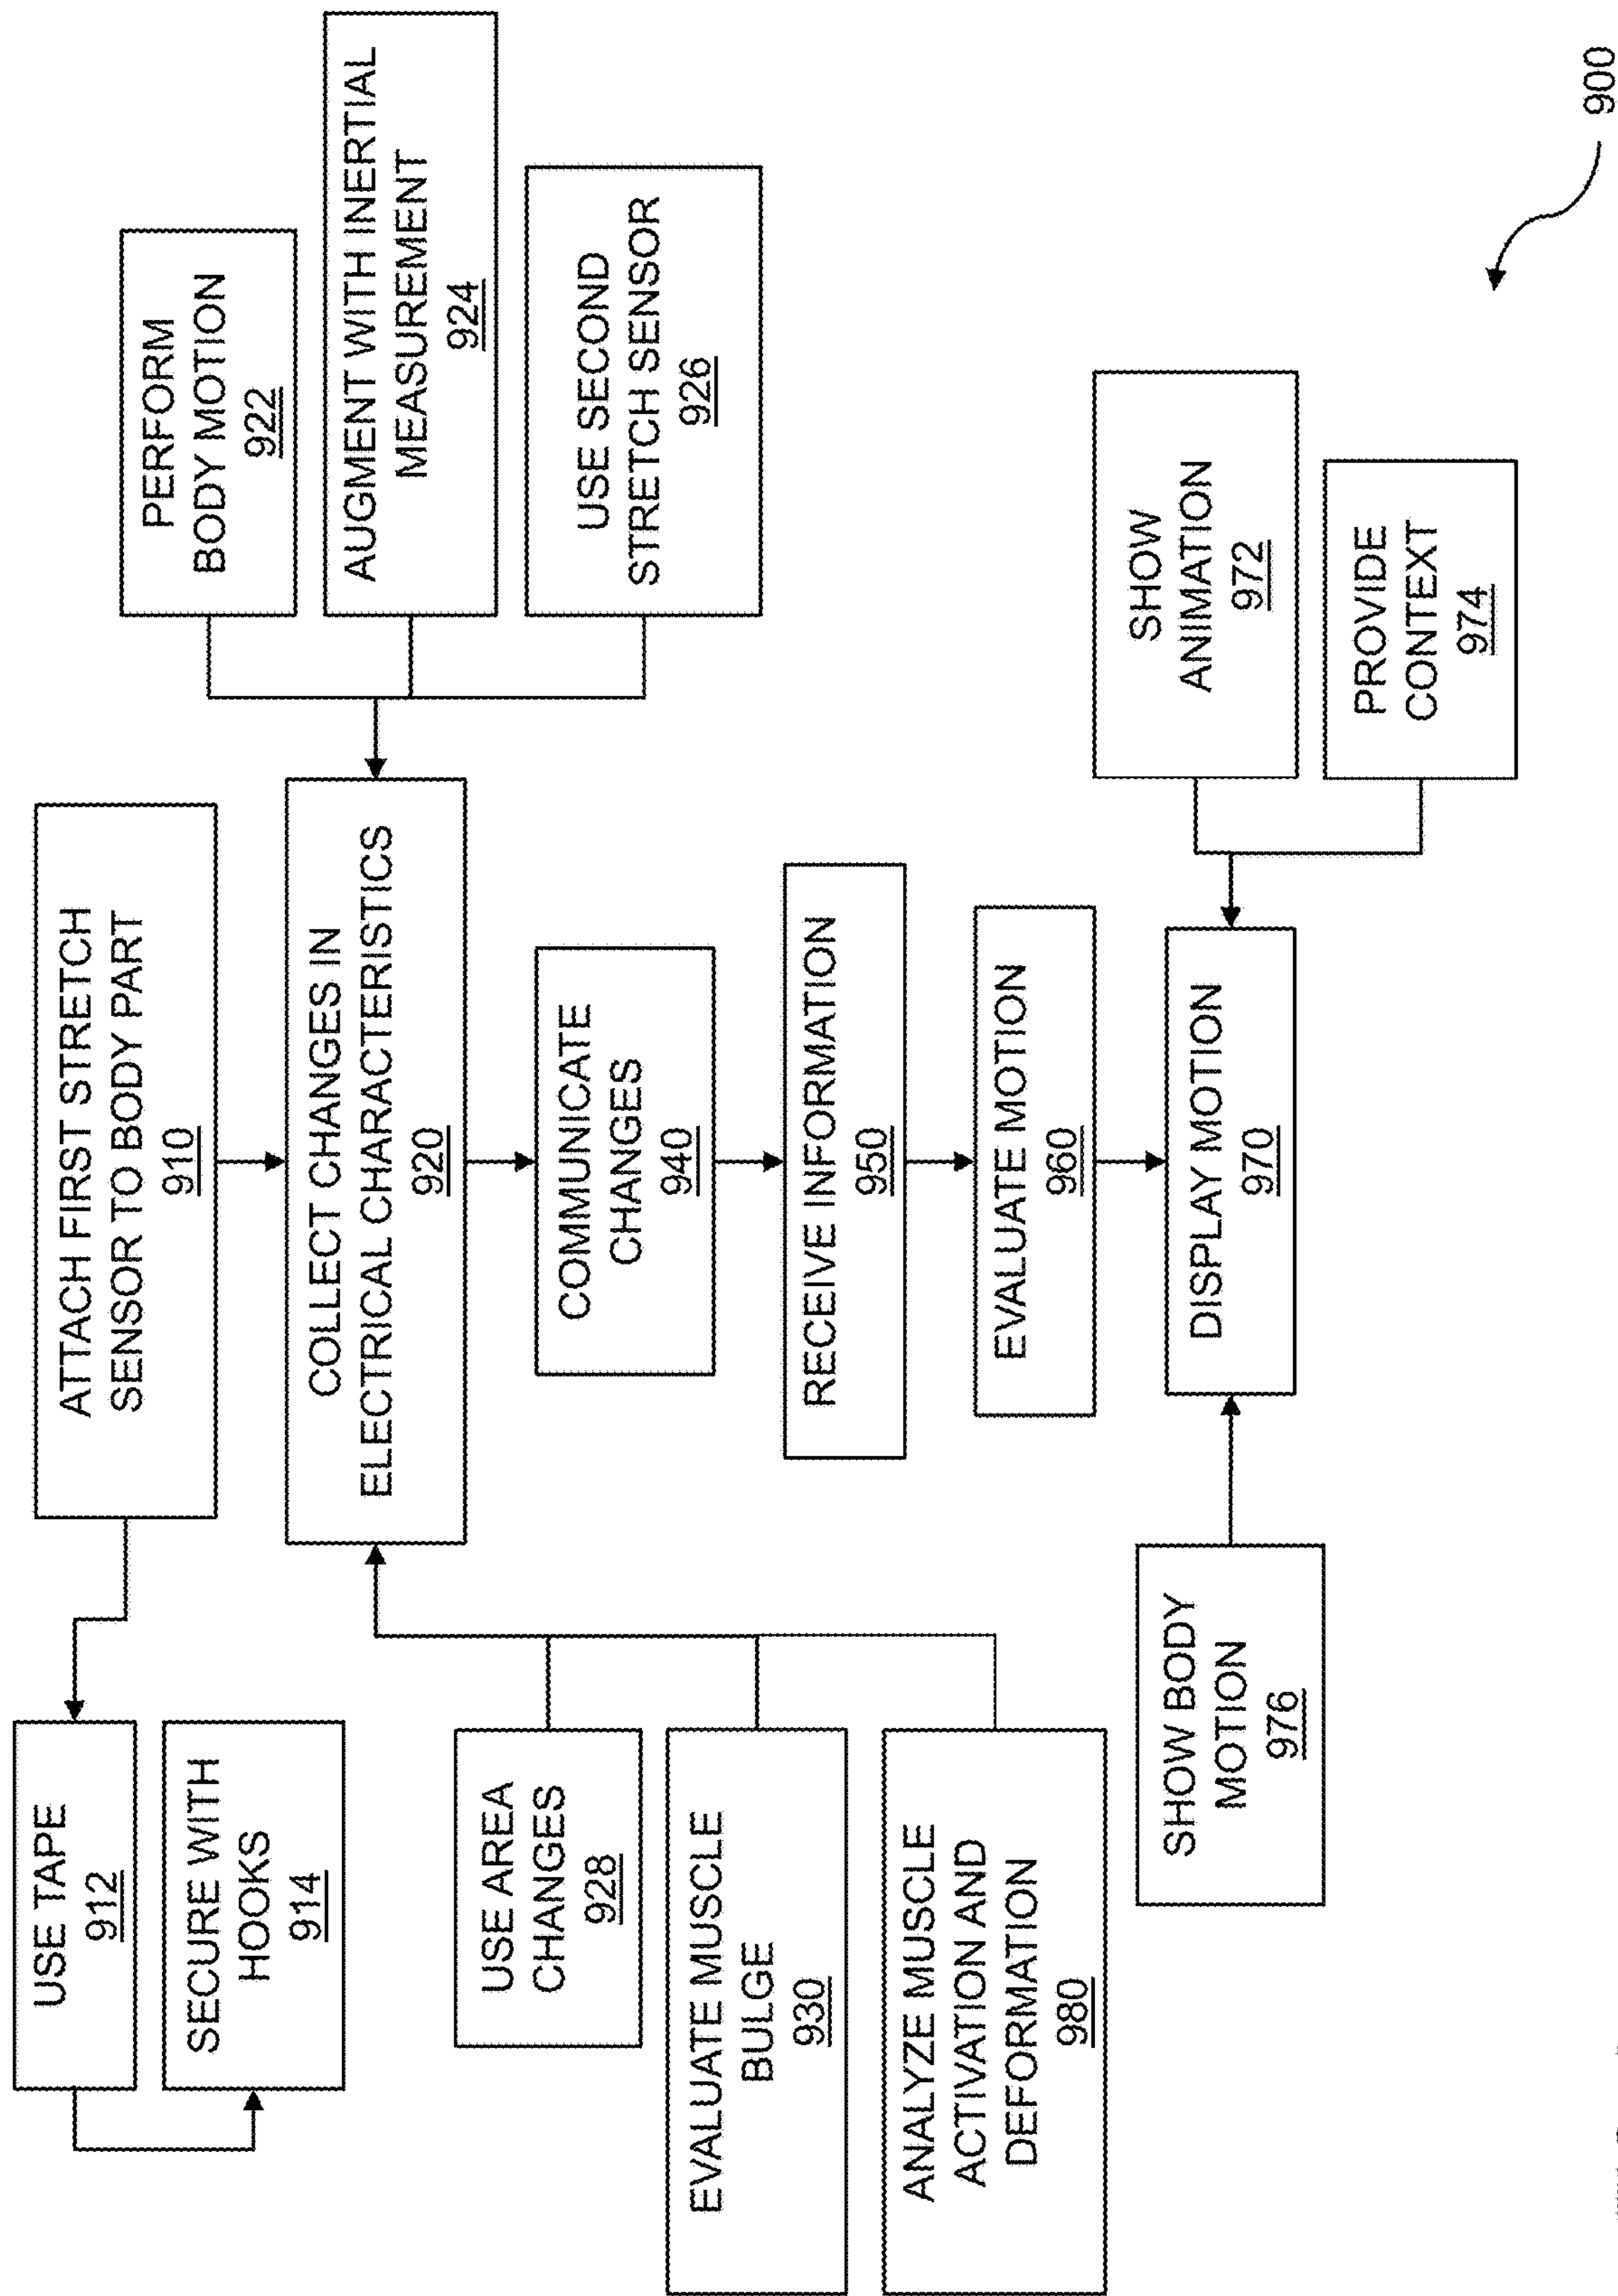 USE TAPE
912
SECURE WITH
HOOKS
914
ATTACH FIRST STRETCH
SENSOR TO BODY PART
910
PERFORM
BODY MOTION
922
AUGMENT WITH INERTIAL
MEASUREMENT
924
USE SECOND
STRETCH SENSOR
926
COLLECT CHANGES IN
ELECTRICAL CHARACTERISTICS
920
USE AREA
CHANGES
928
EVALUATE MUSCLE
BULGE
930
ANALYZE MUSCLE
ACTIVATION AND
DEFORMATION
980
COMMUNICATE
CHANGES
940
RECEIVE INFORMATION
950
EVALUATE MOTION
960
DISPLAY MOTION
970
SHOW BODY
MOTION
976
SHOW
ANIMATION
972
PROVIDE
CONTEXT
974
900